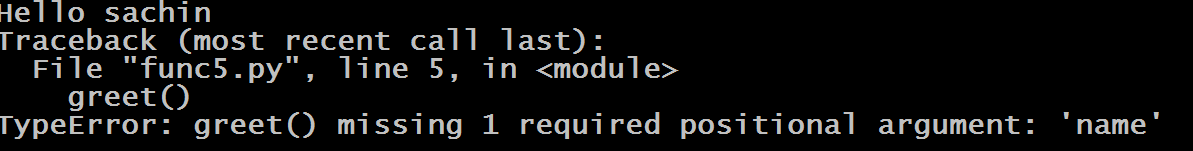 Hello sachin
Traceback (most recent call last):
  File "func5.py", line 5, in <module>
    greet()
TypeError: greet() missing 1 required positional argument: 'name'